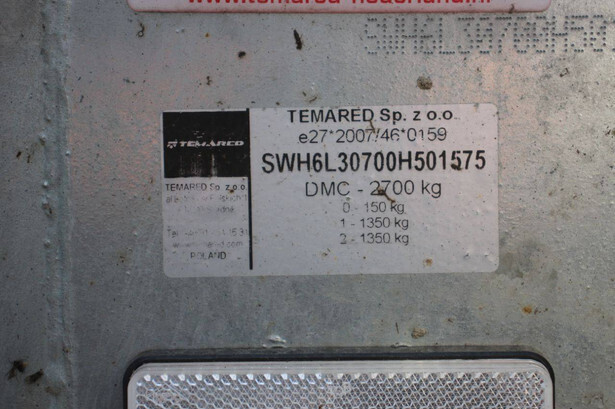 SWH6L30700H50
TEMARED Sp. z o.o.
e27*2007/46*0159
SWH6L30700H501575
DMC - 2700 kg
0 - 150 kg
1 - 1350 kg
2 - 1350 kg
TEMARED
TEMARED Sp. z o.o.
POLAND